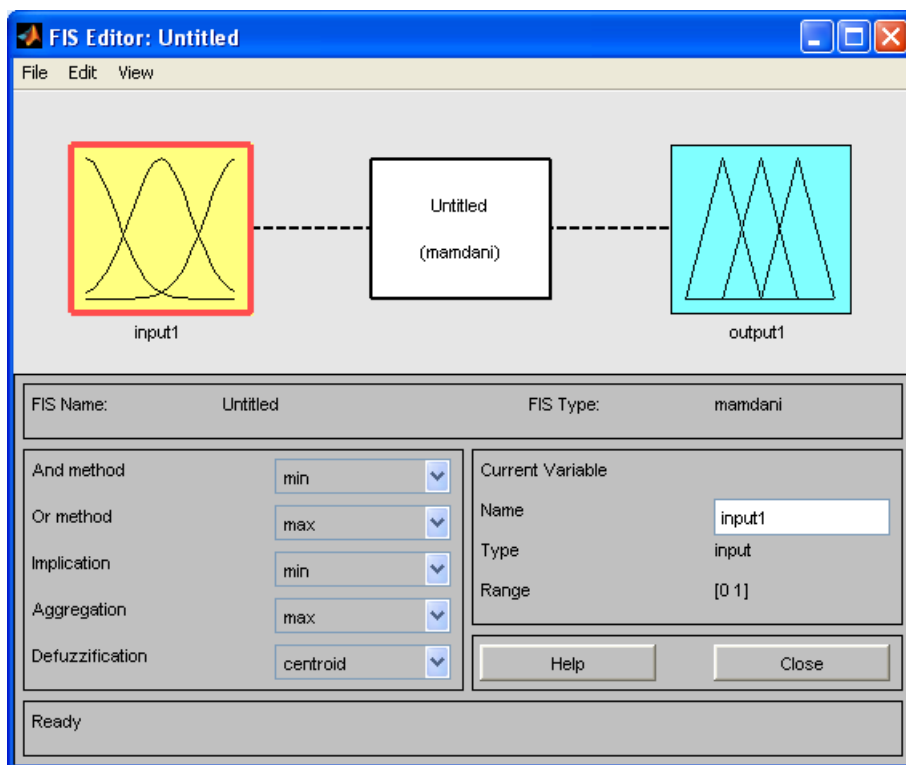 FIS Editor: Untitled
File Edit View
Untitled
(mamdani)
input1
output1
FIS Name: Untitled FIS Type: mamdani
And method min
Or method max
Implication min
Aggregation max
Defuzzification centroid
Current Variable
Name input1
Type input
Range [0 1]
Help Close
Ready